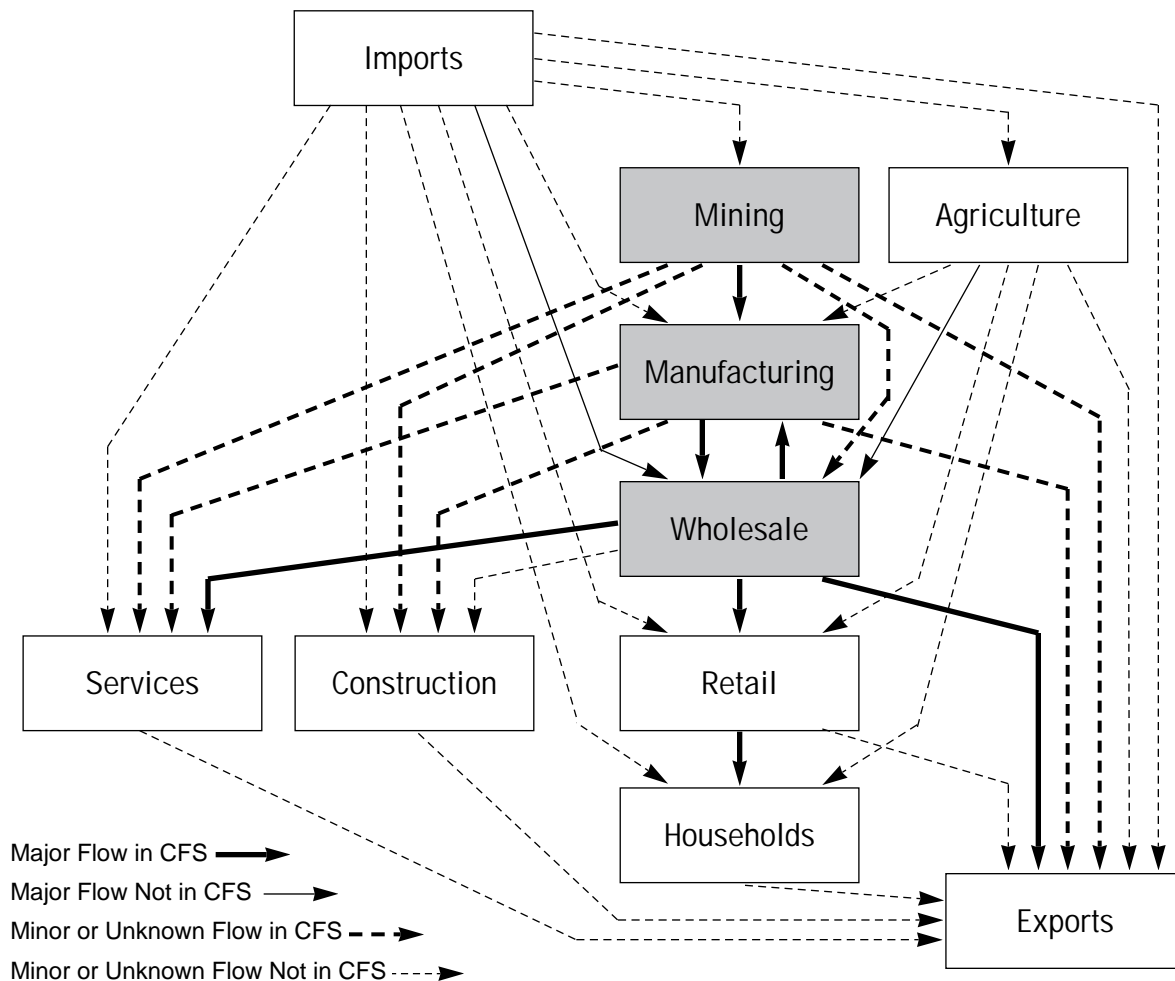 Imports
Mining
Agriculture
Manufacturing
Wholesale
Services
Construction
Retail
Households
Exports
Major Flow in CFS
Major Flow Not in CFS
Minor or Unknown Flow in CFS
Minor or Unknown Flow Not in CFS